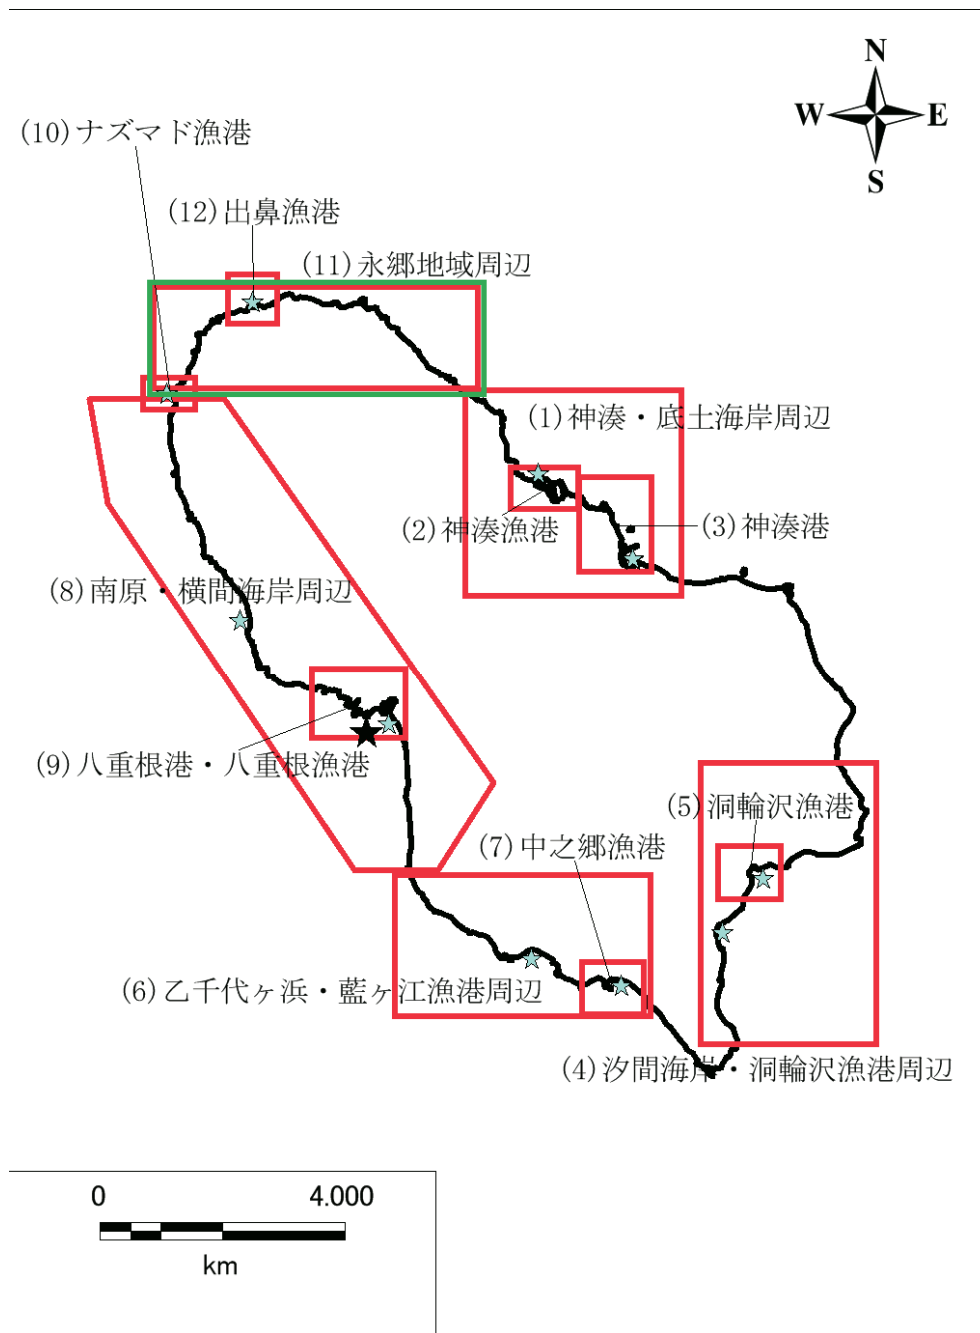 N
W E
S
(10)ナズマド漁港
(12)出鼻漁港
(11)永郷地域周辺
(1)神湊・底土海岸周辺
(2)神湊漁港
(3)神湊港
(8)南原・横間海岸周辺
(9)八重根港・八重根漁港
(5)洞輪沢漁港
(7)中之郷漁港
(6)乙千代ヶ浜・藍ヶ江漁港周辺
(4)汐間海岸・洞輪沢漁港周辺
0 4.000
km